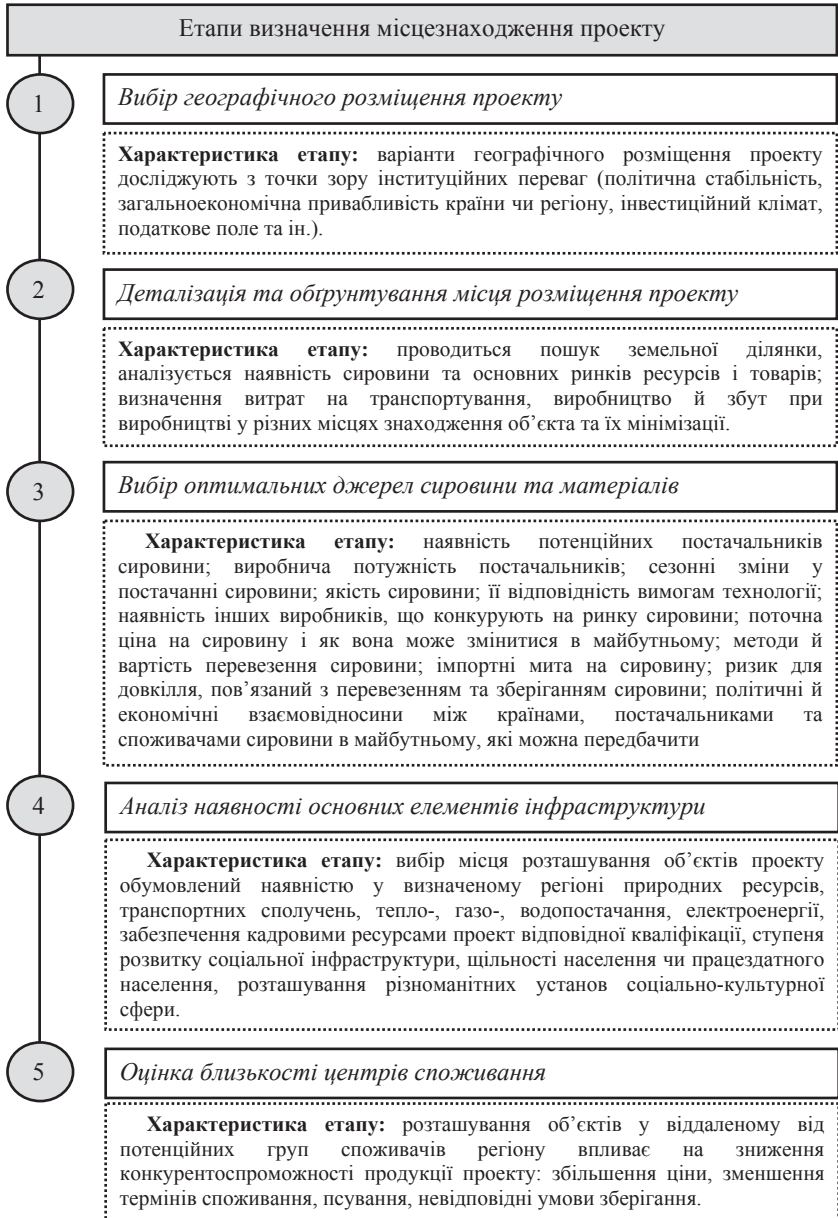 Етапи визначення місцезнаходження проекту
1
Вибір географічного розміщення проекту
Характеристика етапу: варіанти географічного розміщення проекту
досліджують з точки зору інституційних переваг (політична стабільність,
загальноекономічна привабливість країни чи регіону, інвестиційний клімат,
податкове поле та ін.).
2
Деталізація та обґрунтування місця розміщення проекту
Характеристика етапу: проводиться пошук земельної ділянки,
аналізується наявність сировини та основних ринків ресурсів і товарів;
визначення витрат на транспортування, виробництво й збут при
виробництві у різних місцях знаходження об’єкта та їх мінімізації.
3
Вибір оптимальних джерел сировини та матеріалів
Характеристика етапу: наявність потенційних постачальників
сировини; виробнича потужність постачальників; сезонні зміни у
постачанні сировини; якість сировини; її відповідність вимогам технології;
наявність інших виробників, що конкурують на ринку сировини; поточна
ціна на сировину і як вона може змінитися в майбутньому; методи й
вартість перевезення сировини; імпортні мита на сировину; ризик для
довкілля, пов’язаний з перевезенням та зберіганням сировини; політичні й
економічні взаємовідносини між країнами, постачальниками та
споживачами сировини в майбутньому, які можна передбачити
4
Аналіз наявності основних елементів інфраструктури
Характеристика етапу: вибір місця розташування об’єктів проекту
обумовлений наявністю у визначеному регіоні природних ресурсів,
транспортних сполучень, тепло-, газо-, водопостачання, електроенергії,
забезпечення кадровими ресурсами проект відповідної кваліфікації, ступеня
розвитку соціальної інфраструктури, щільності населення чи працездатного
населення, розташування різноманітних установ соціально-культурної
сфери.
5
Оцінка близькості центрів споживання
Характеристика етапу: розташування об’єктів у віддаленому від
потенційних груп споживачів регіону впливає на зниження
конкурентоспроможності продукції проекту: збільшення ціни, зменшення
термінів споживання, псування, невідповідні умови зберігання.